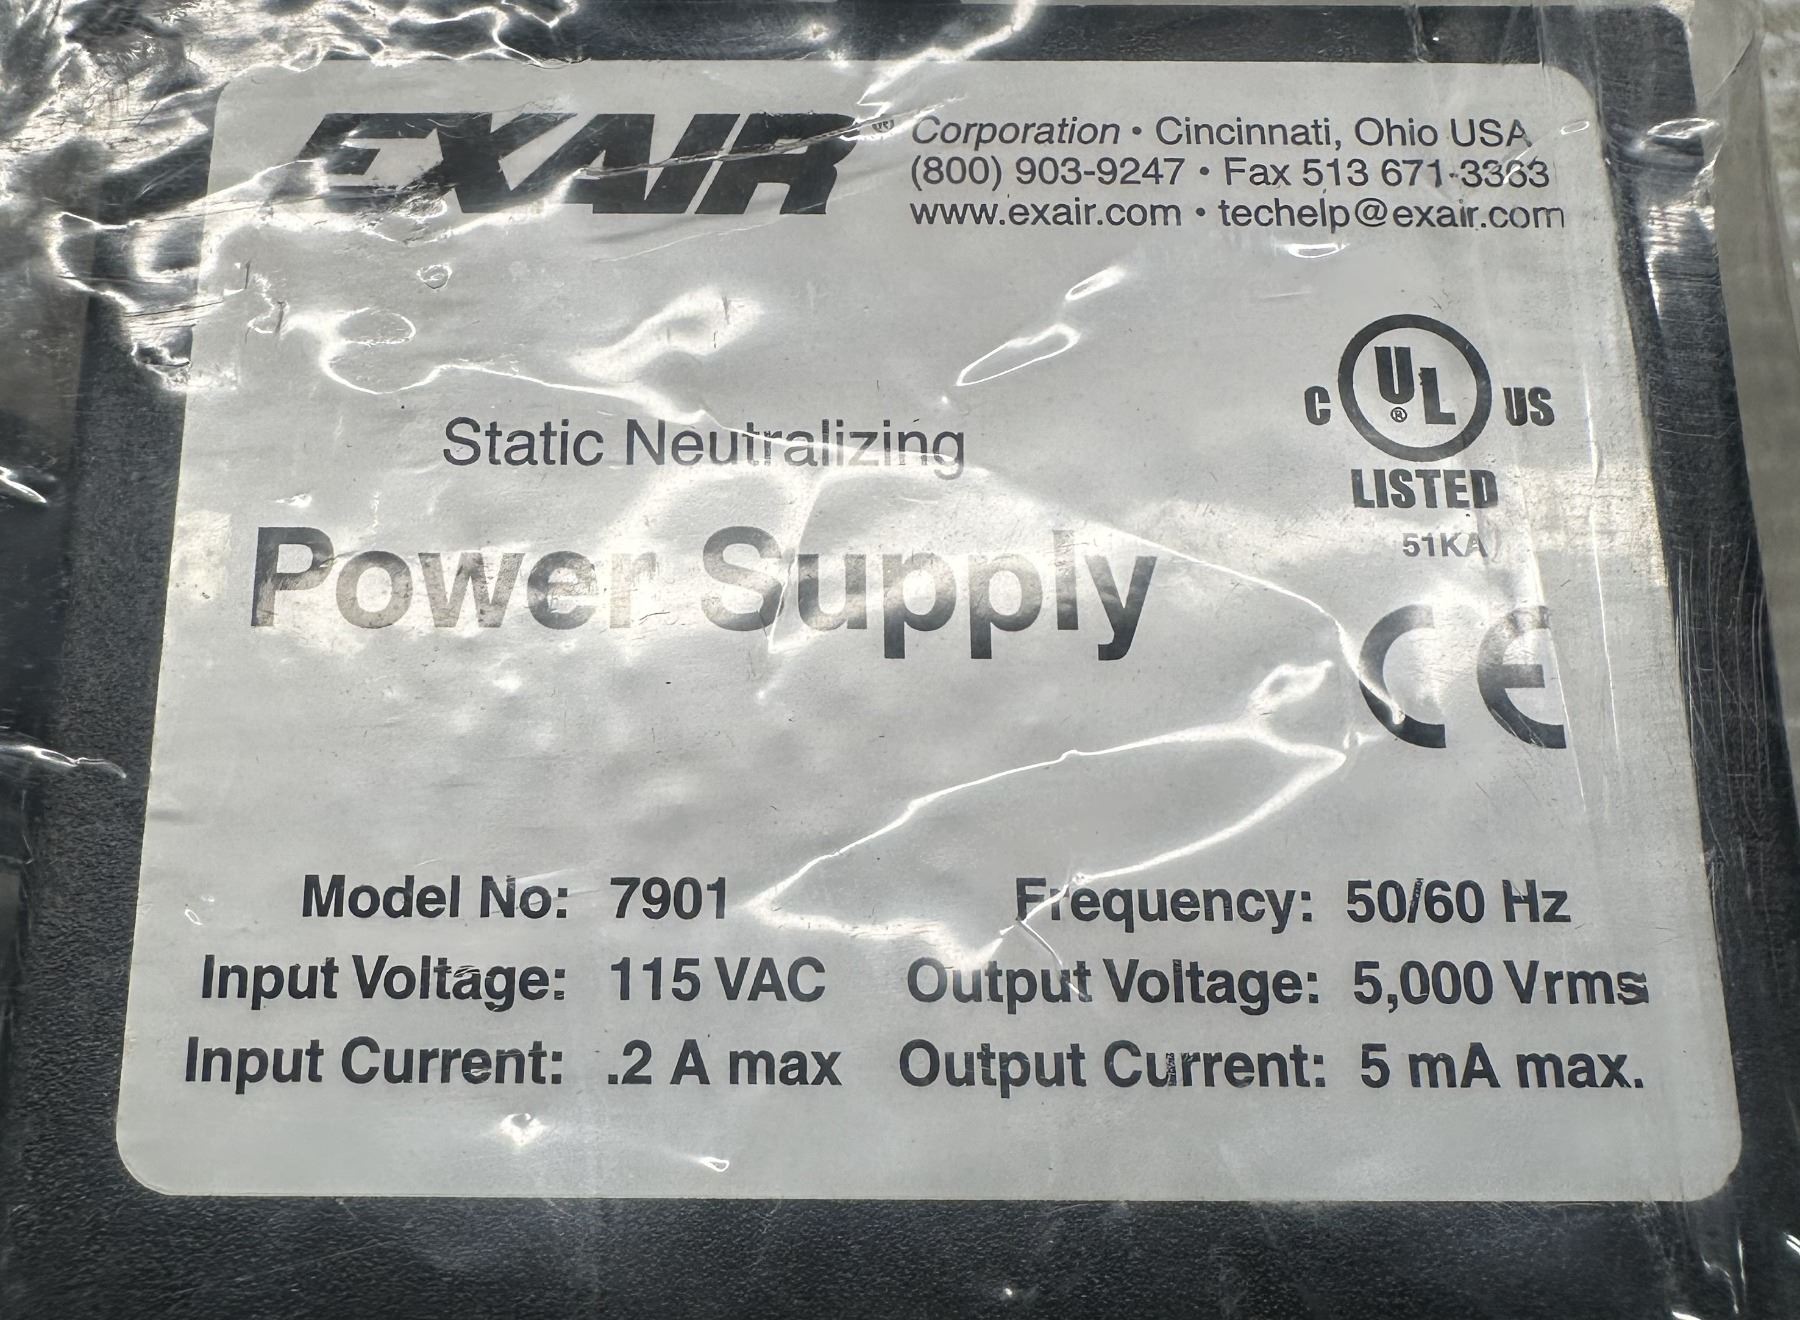 EXAIR® Corporation • Cincinnati, Ohio USA
(800) 903-9247 • Fax 513 671-3363
www.exair.com • techelp@exair.com
C UL® US
LISTED
51KA
Static Neutralizing
Power Supply
CE
Model No: 7901 Frequency: 50/60 Hz
Input Voltage: 115 VAC Output Voltage: 5,000 Vrms
Input Current: .2 A max Output Current: 5 mA max.